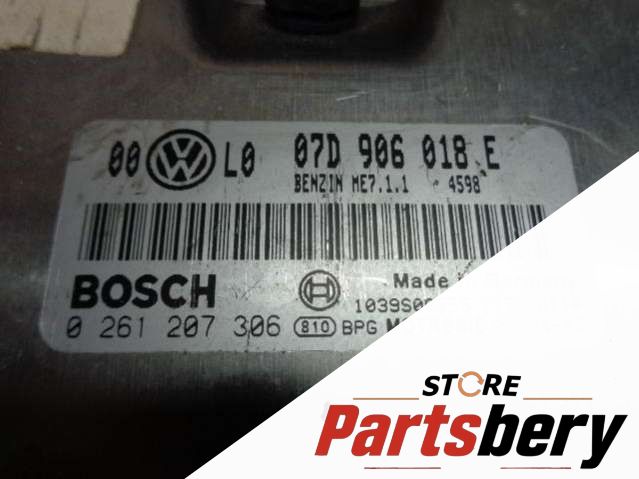 00 VW L0 07D 906 018 E
BENZIN ME7.1.1 4598
BOSCH Made
0 261 207 306 810 BPG
STORE
Partsbery